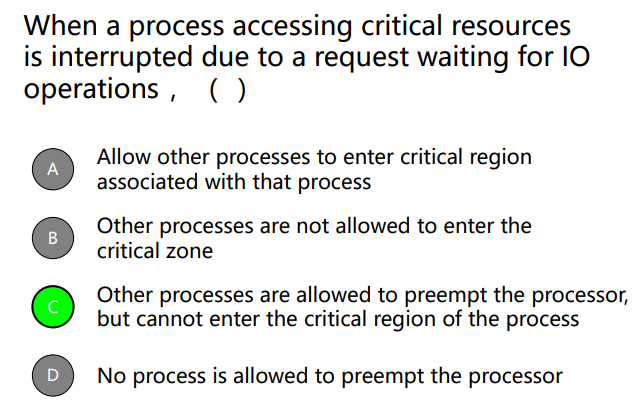 When a process accessing critical resources
is interrupted due to a request waiting for IO
operations， ( )
A
Allow other processes to enter critical region
associated with that process
B
Other processes are not allowed to enter the
critical zone
C
Other processes are allowed to preempt the processor,
but cannot enter the critical region of the process
D
No process is allowed to preempt the processor